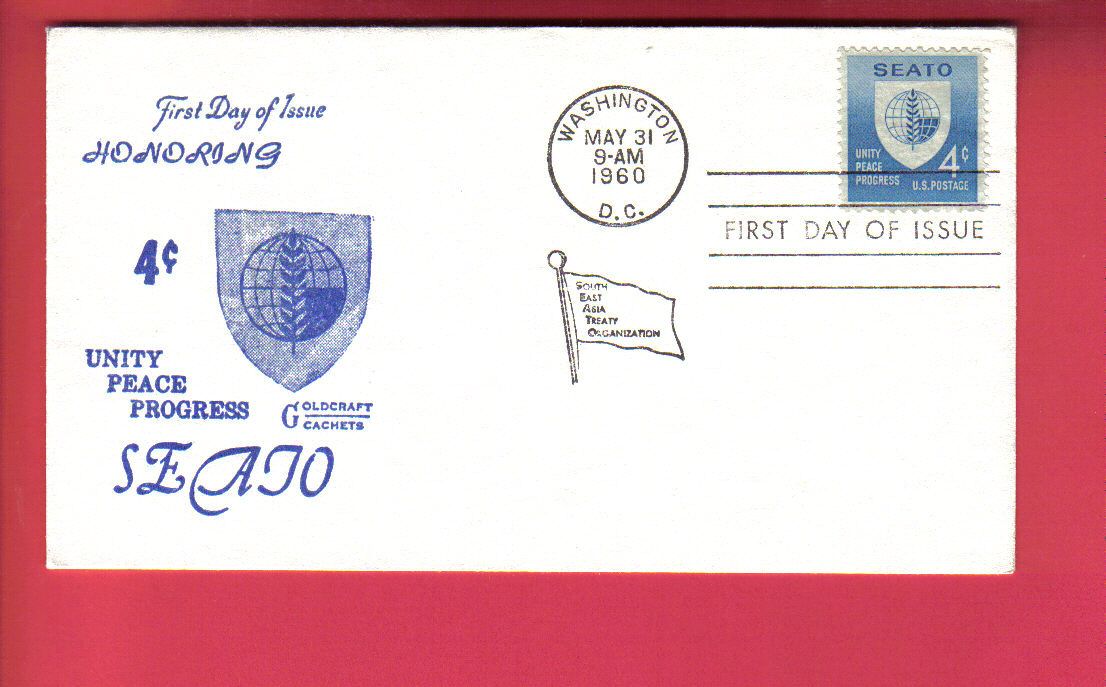 First Day of Issue
HONORING
4¢
UNITY
PEACE
PROGRESS
GOLDCRAFT
CACHETS
SEATO
WASHINGTON
MAY 31
9-AM
1960
D.C.
SOUTH
EAST
ASIA
TREATY
ORGANIZATION
SEATO
UNITY
PEACE
PROGRESS
4¢
U.S. POSTAGE
FIRST DAY OF ISSUE